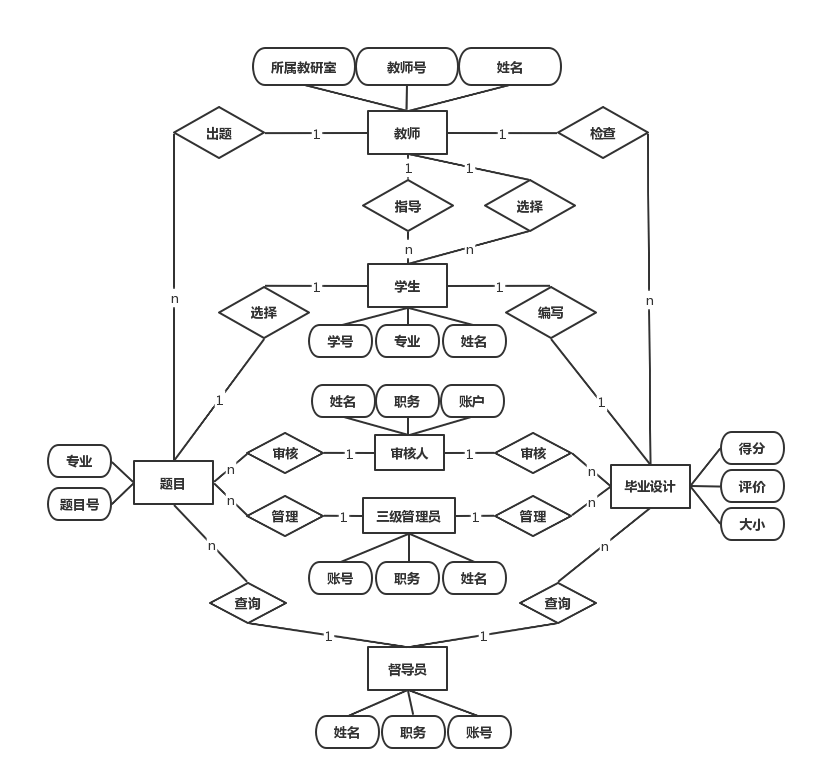 所属教研室 教师号 姓名
出题 1 教师 1 检查
1 1
指导 选择
n n
n n
选择 1 学生 1 编写
学号 专业 姓名
1 1
姓名 职务 账户
专业 n 审核 1 审核人 1 审核 n 得分
题目 毕业设计 评价
题目号 n 管理 1 三级管理员 1 管理 n 大小
n n
账号 职务 姓名
查询 查询
1 1
督导员
姓名 职务 账号